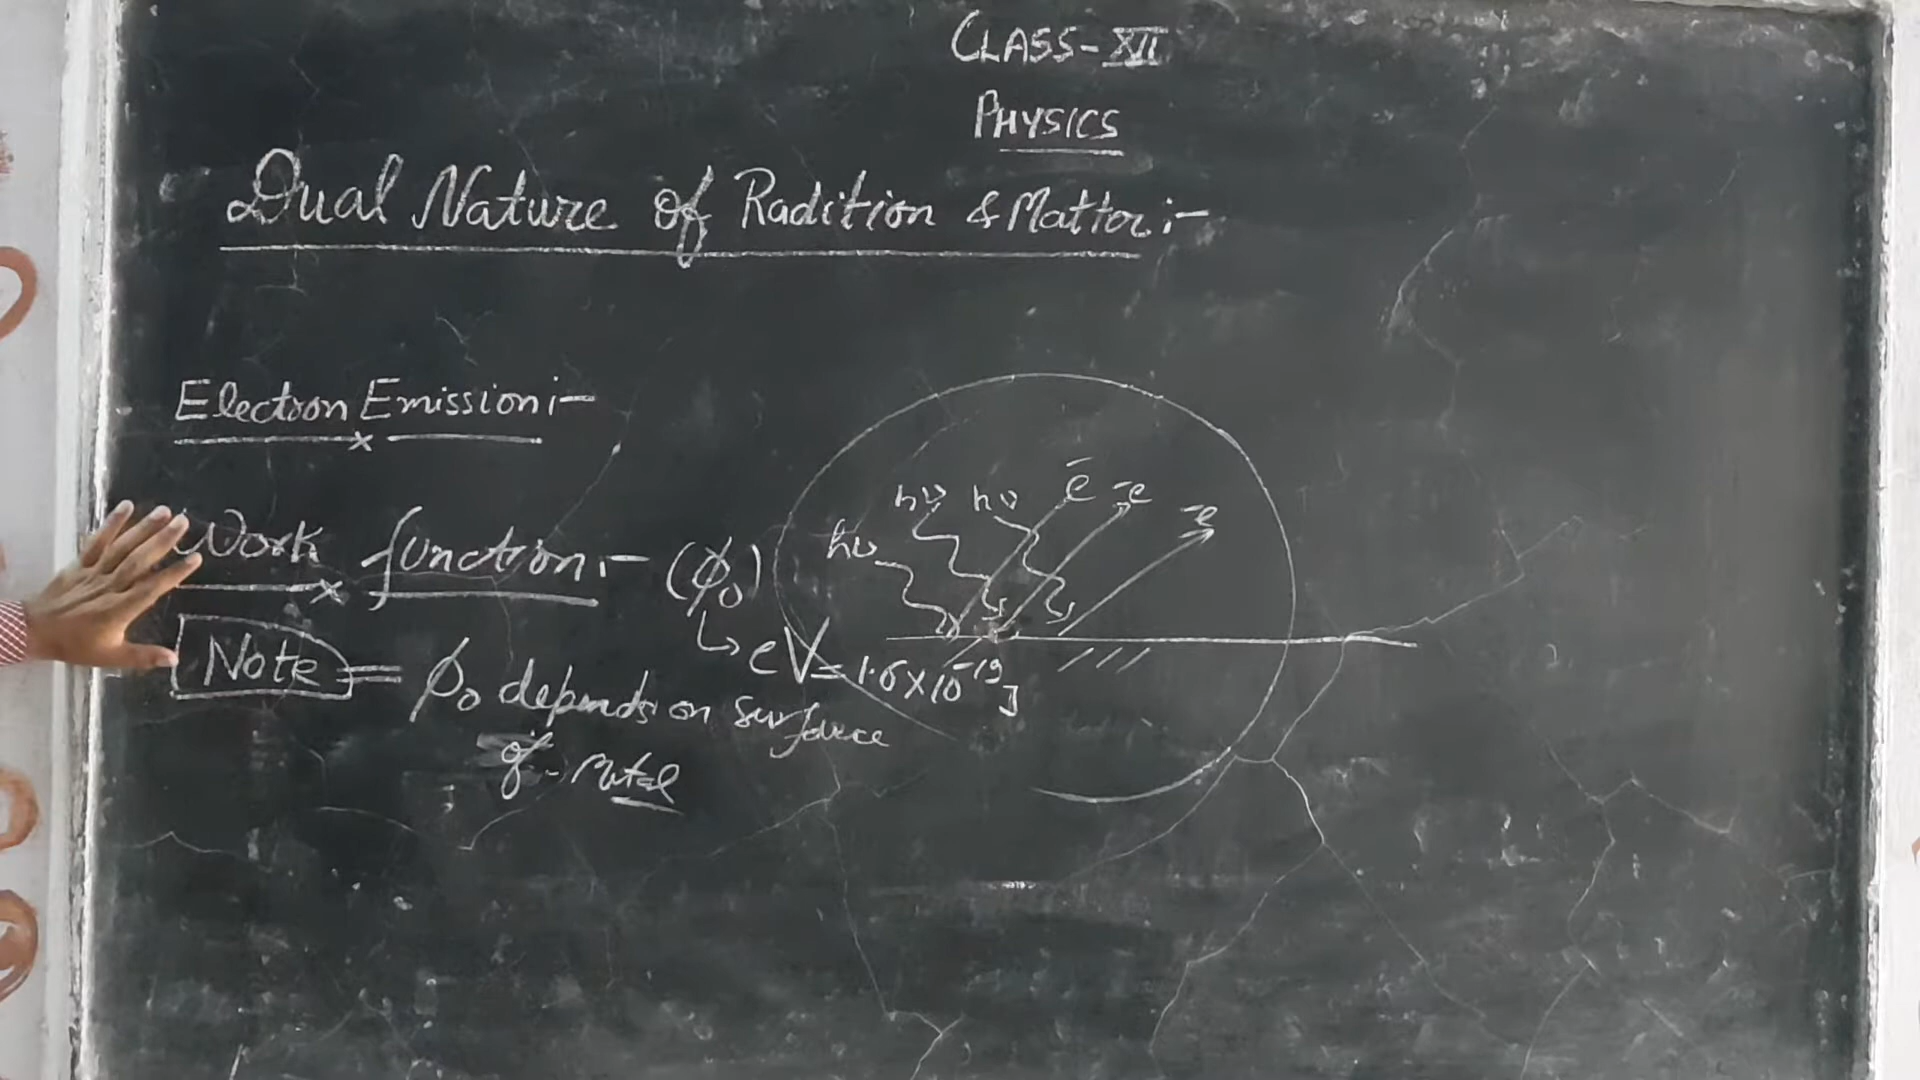 CLASS-XII
PHYSICS
Dual Nature of Radition & Matter:-
Electron Emission:-
Work function:- (ϕ₀)
↳ eV = 1.6×10⁻¹⁹ J
Note = ϕ₀ depends on surface
of Metal
hν hν hν e⁻ -e -e